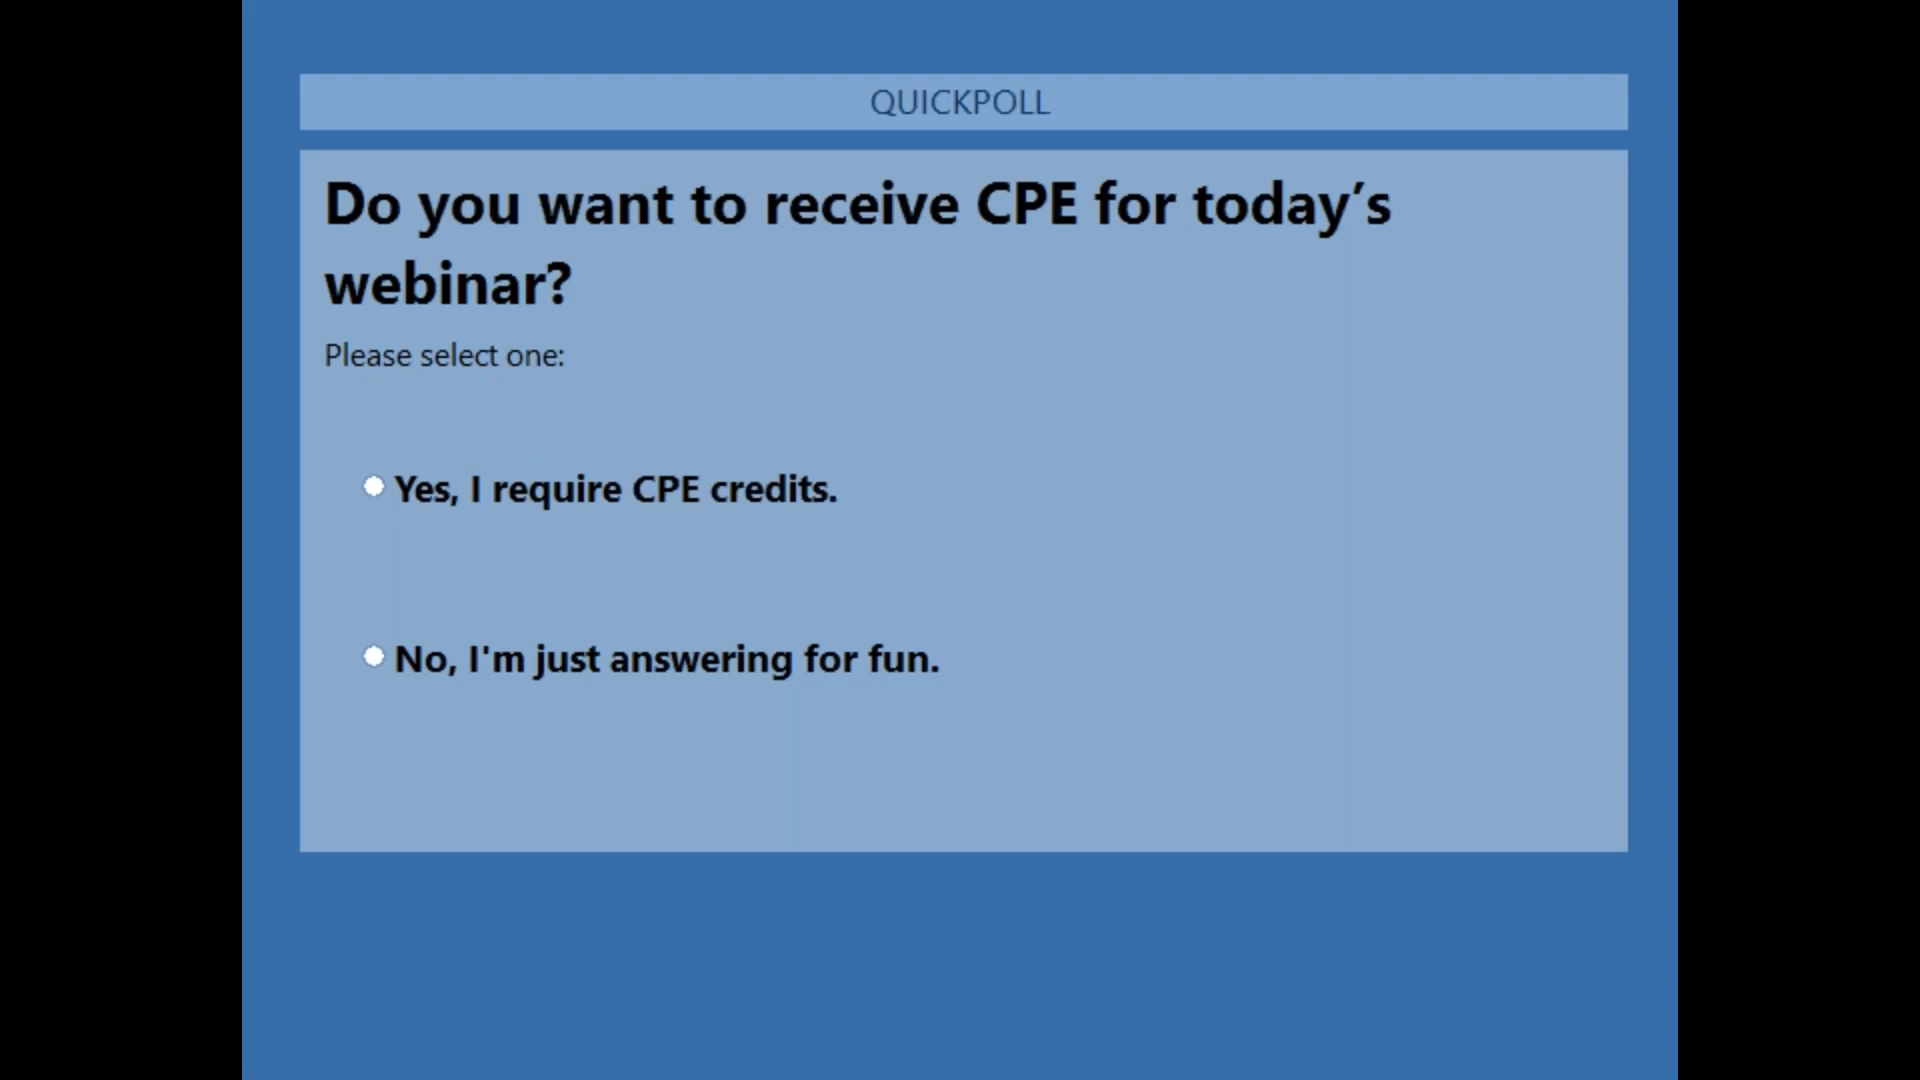 QUICKPOLL
Do you want to receive CPE for today’s
webinar?
Please select one:
Yes, I require CPE credits.
No, I'm just answering for fun.